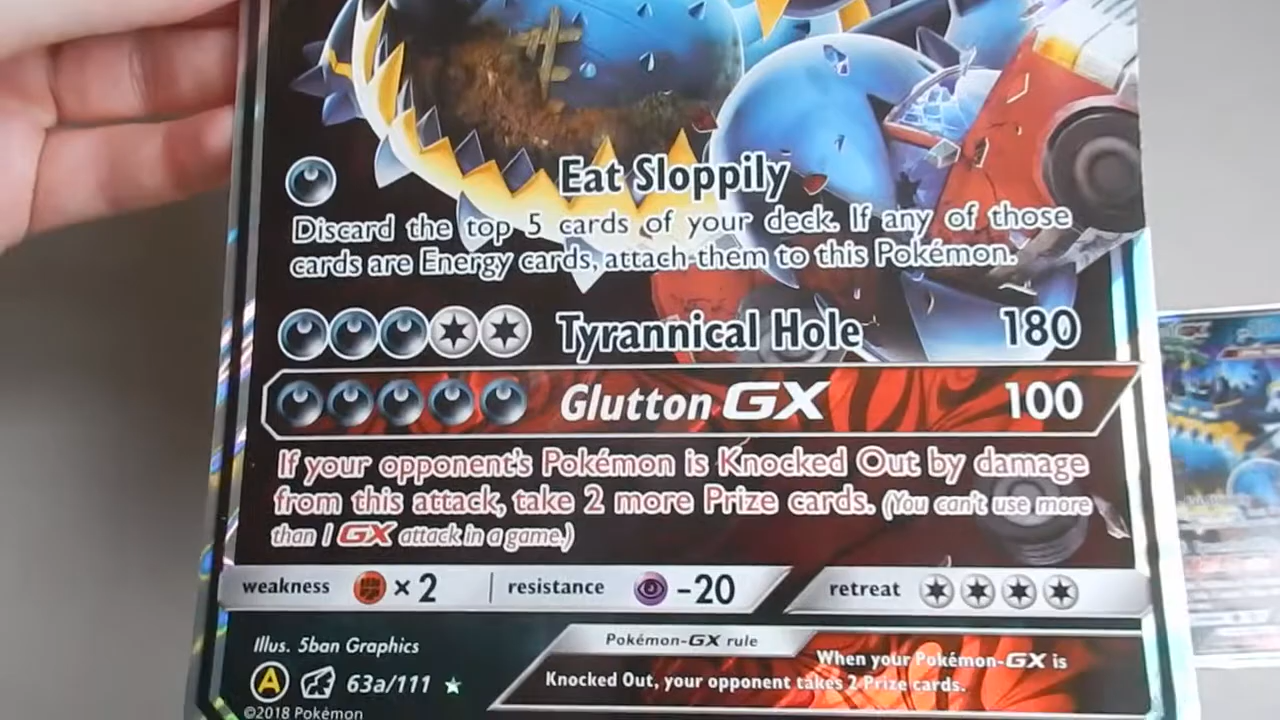 Eat Sloppily
Discard the top 5 cards of your deck. If any of those
cards are Energy cards, attach them to this Pokémon.
Tyrannical Hole 180
Glutton GX 100
If your opponent's Pokémon is Knocked Out by damage
from this attack, take 2 more Prize cards. (You can't use more
than 1 GX attack in a game.)
weakness ×2 resistance -20 retreat
Illus. 5ban Graphics
A 63a/111
©2018 Pokémon
Pokémon-GX rule
When your Pokémon-GX is
Knocked Out, your opponent takes 2 Prize cards.